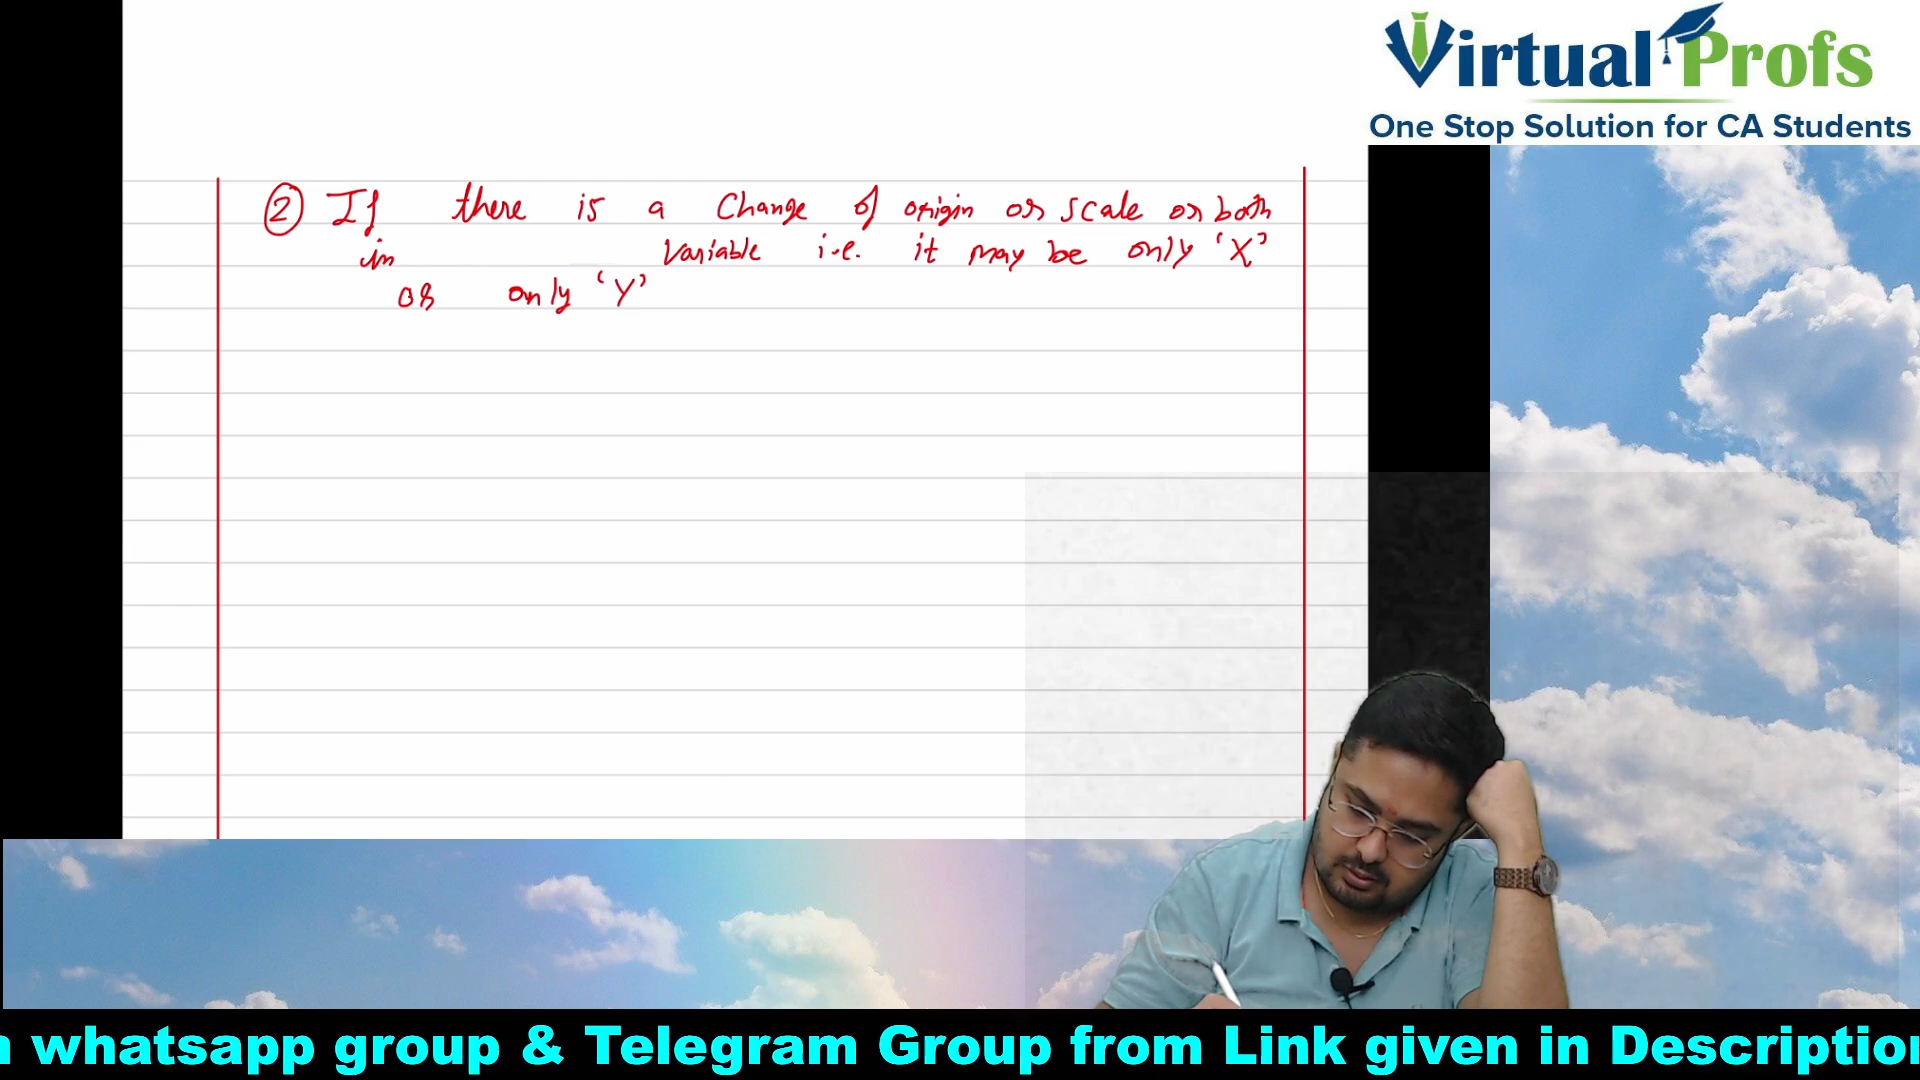 Virtual Profs
One Stop Solution for CA Students
② If there is a change of origin or scale or both
in variable i.e. it may be only 'X'
or only 'Y'
whatsapp group & Telegram Group from Link given in Description